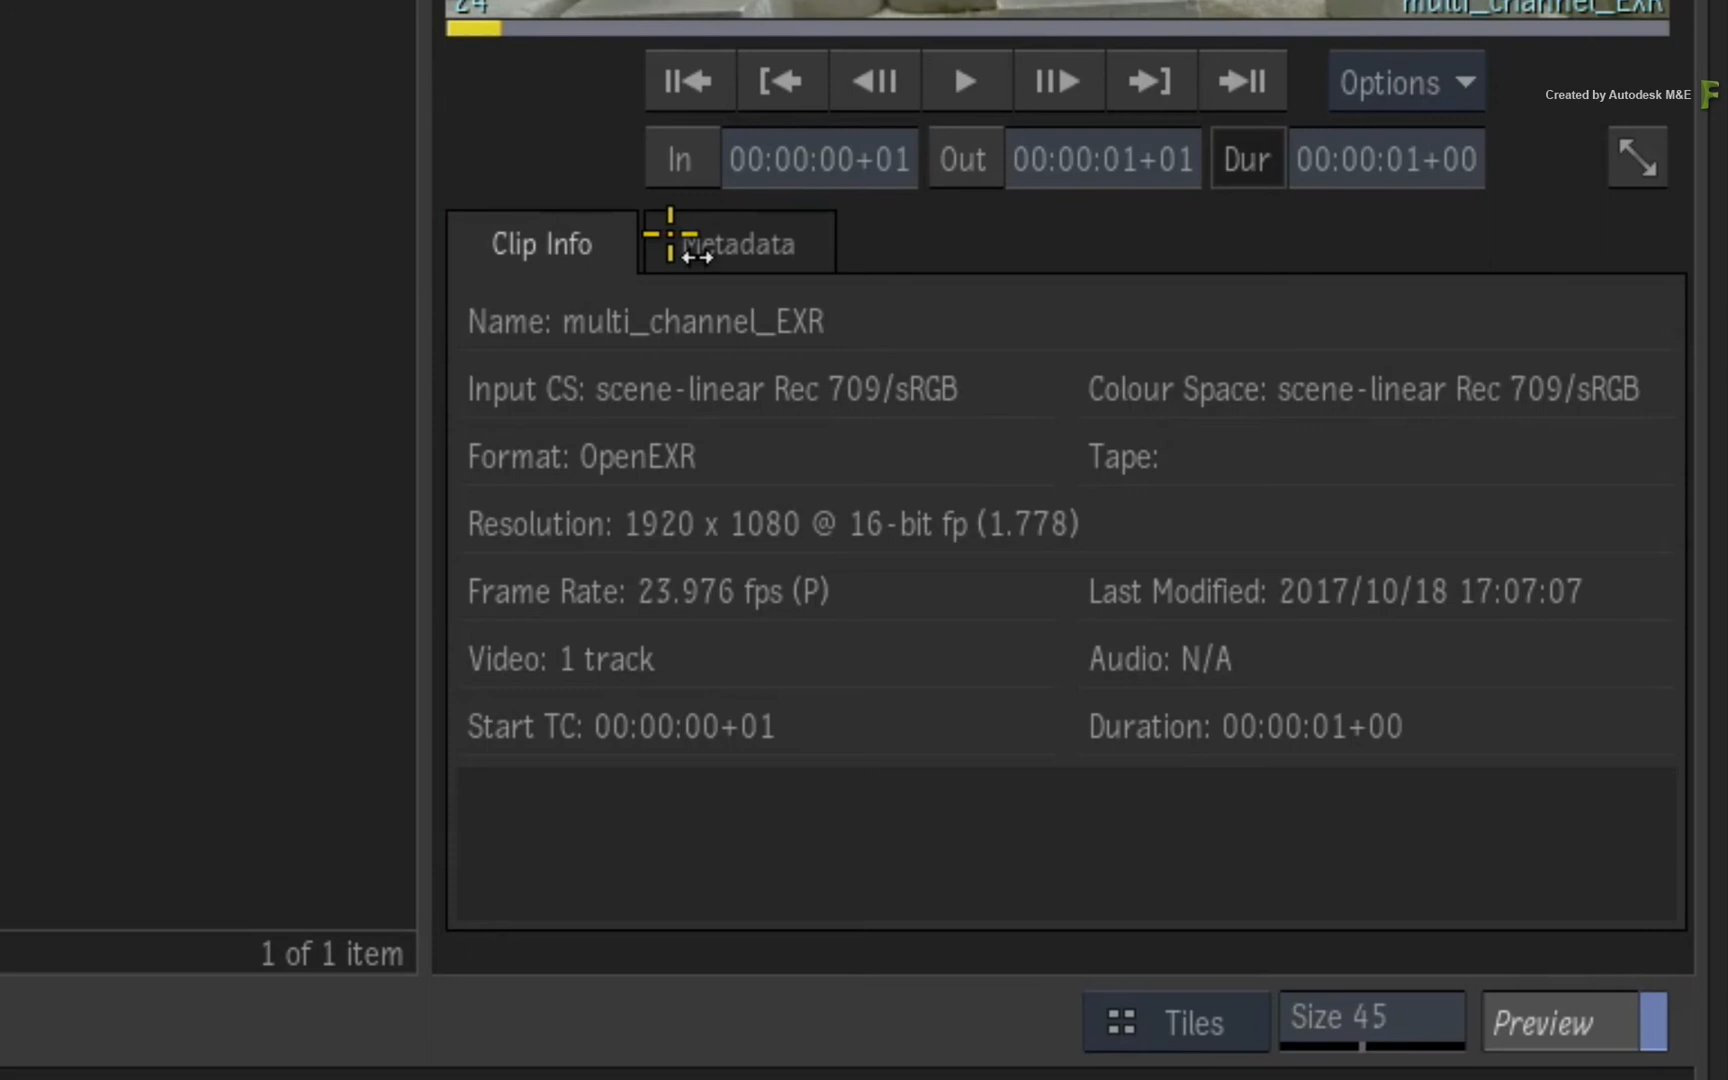 24
multi_channel_EXR
Options
Created by Autodesk M&E
In 00:00:00+01 Out 00:00:01+01 Dur 00:00:01+00
Clip Info Metadata
Name: multi_channel_EXR
Input CS: scene-linear Rec 709/sRGB
Colour Space: scene-linear Rec 709/sRGB
Format: OpenEXR
Tape:
Resolution: 1920 x 1080 @ 16-bit fp (1.778)
Frame Rate: 23.976 fps (P)
Last Modified: 2017/10/18 17:07:07
Video: 1 track
Audio: N/A
Start TC: 00:00:00+01
Duration: 00:00:01+00
1 of 1 item
Tiles
Size 45
Preview